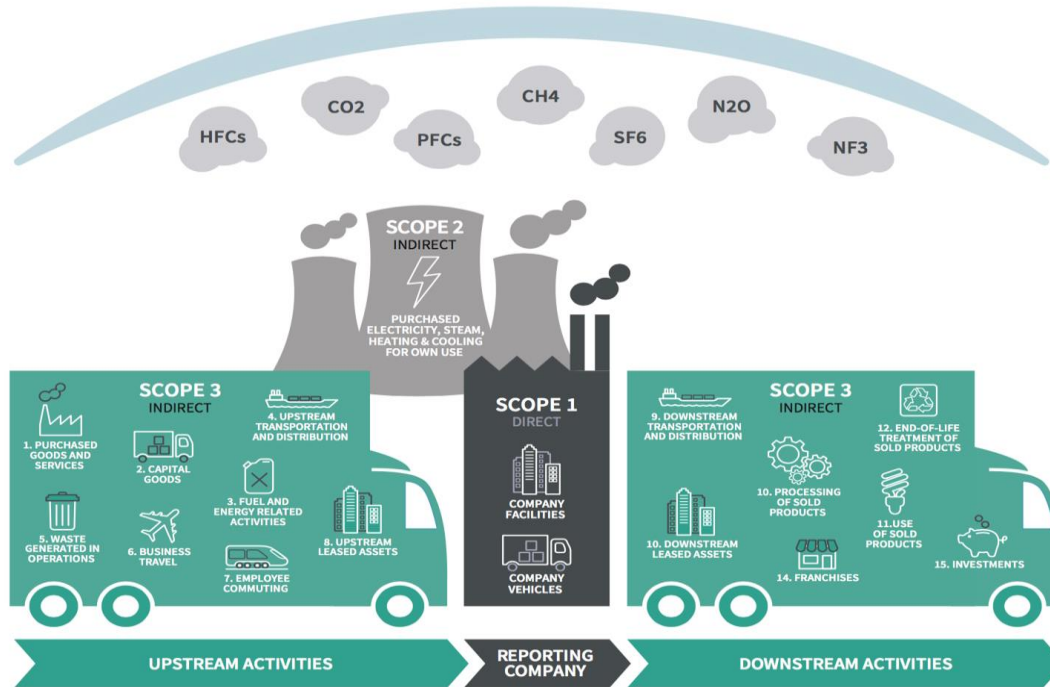 HFCs
CO2
PFCs
CH4
SF6
N2O
NF3
SCOPE 2
INDIRECT
PURCHASED
ELECTRICITY, STEAM,
HEATING & COOLING
FOR OWN USE
SCOPE 3
INDIRECT
1. PURCHASED
GOODS AND
SERVICES
2. CAPITAL
GOODS
3. FUEL AND
ENERGY RELATED
ACTIVITIES
4. UPSTREAM
TRANSPORTATION
AND DISTRIBUTION
5. WASTE
GENERATED IN
OPERATIONS
6. BUSINESS
TRAVEL
7. EMPLOYEE
COMMUTING
8. UPSTREAM
LEASED ASSETS
SCOPE 1
DIRECT
COMPANY
FACILITIES
COMPANY
VEHICLES
SCOPE 3
INDIRECT
9. DOWNSTREAM
TRANSPORTATION
AND DISTRIBUTION
10. PROCESSING
OF SOLD
PRODUCTS
11.USE
OF SOLD
PRODUCTS
12. END-OF-LIFE
TREATMENT OF
SOLD PRODUCTS
10. DOWNSTREAM
LEASED ASSETS
14. FRANCHISES
15. INVESTMENTS
UPSTREAM ACTIVITIES
REPORTING
COMPANY
DOWNSTREAM ACTIVITIES